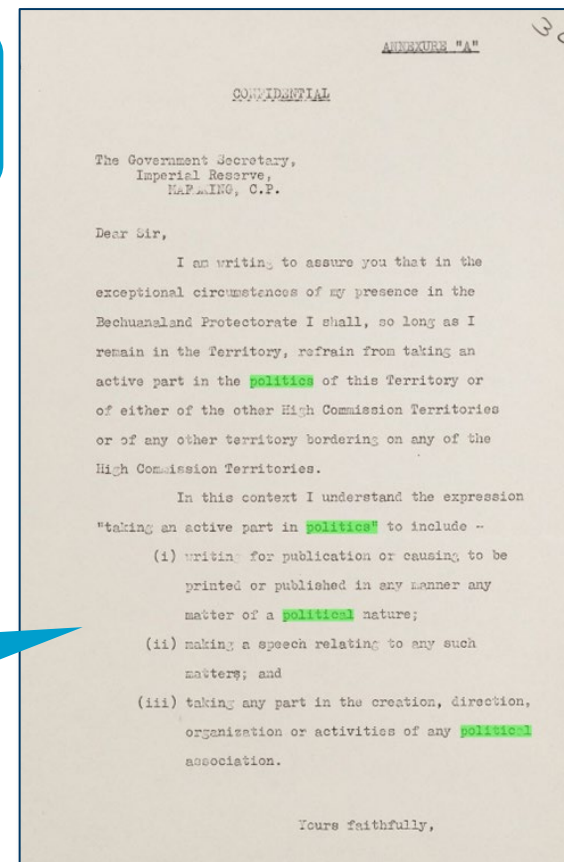 30
ANNEXURE "A"
CONFIDENTIAL
The Government Secretary,
Imperial Reserve,
MAFEKING, C.P.
Dear Sir,
I am writing to assure you that in the
exceptional circumstances of my presence in the
Bechuanaland Protectorate I shall, so long as I
remain in the Territory, refrain from taking an
active part in the politics of this Territory or
of either of the other High Commission Territories
or of any other territory bordering on any of the
High Commission Territories.
In this context I understand the expression
"taking an active part in politics" to include -
(i) writing for publication or causing to be
printed or published in any manner any
matter of a political nature;
(ii) making a speech relating to any such
matters; and
(iii) taking any part in the creation, direction,
organization or activities of any political
association.
Yours faithfully,